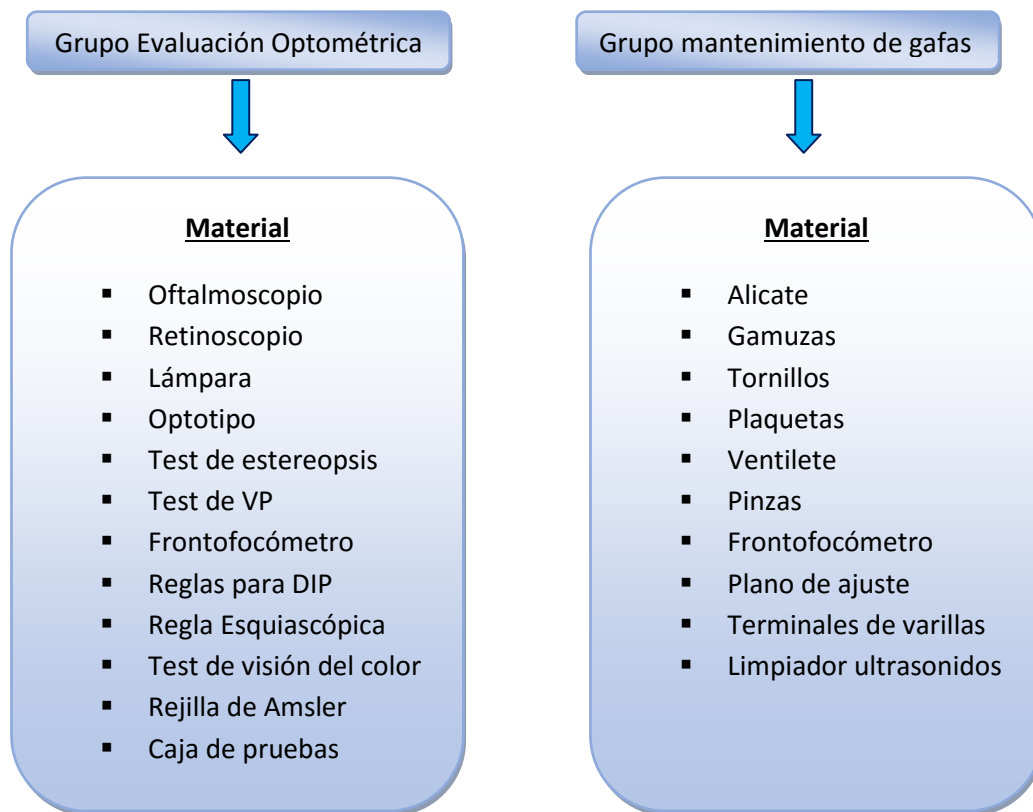 Grupo Evaluación Optométrica
Material
Oftalmoscopio
Retinoscopio
Lámpara
Optotipo
Test de estereopsis
Test de VP
Frontofocómetro
Reglas para DIP
Regla Esquiascópica
Test de visión del color
Rejilla de Amsler
Caja de pruebas
Grupo mantenimiento de gafas
Material
Alicate
Gamuzas
Tornillos
Plaquetas
Ventilete
Pinzas
Frontofocómetro
Plano de ajuste
Terminales de varillas
Limpiador ultrasonidos